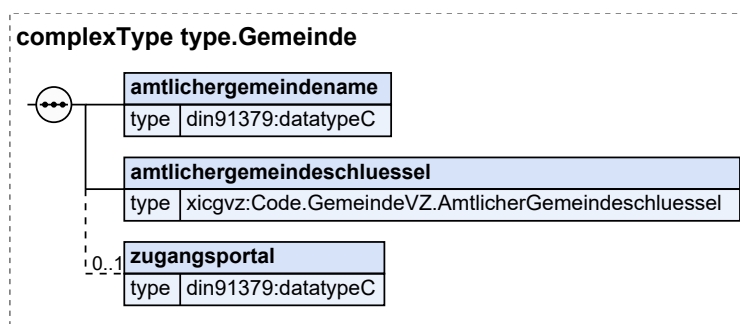 complexType type.Gemeinde
amtlichergemeindename
type din91379:datatypeC
amtlichergemeindeschluessel
type xicgvz:Code.GemeindeVZ.AmtlicherGemeindeschluessel
0..1
zugangsportal
type din91379:datatypeC